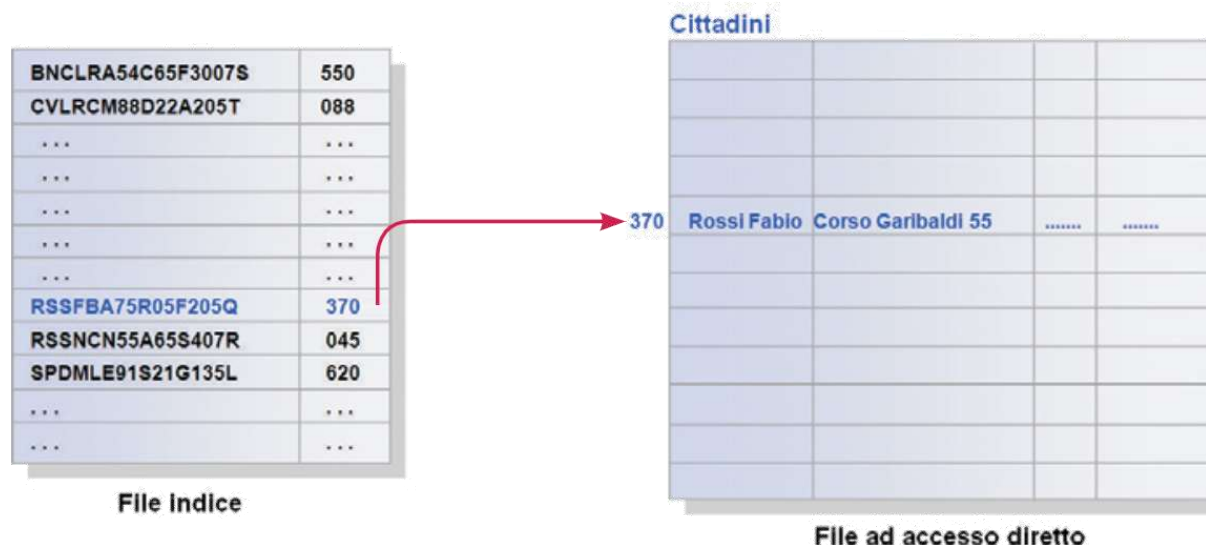 BNCLRA54C65F3007S 550
CVLRCM88D22A205T 088
... ...
... ...
... ...
... ...
... ...
RSSFBA75R05F205Q 370
RSSNCN55A65S407R 045
SPDMLE91S21G135L 620
... ...
... ...
File indice
Cittadini
370 Rossi Fabio Corso Garibaldi 55 ....... .......
File ad accesso diretto